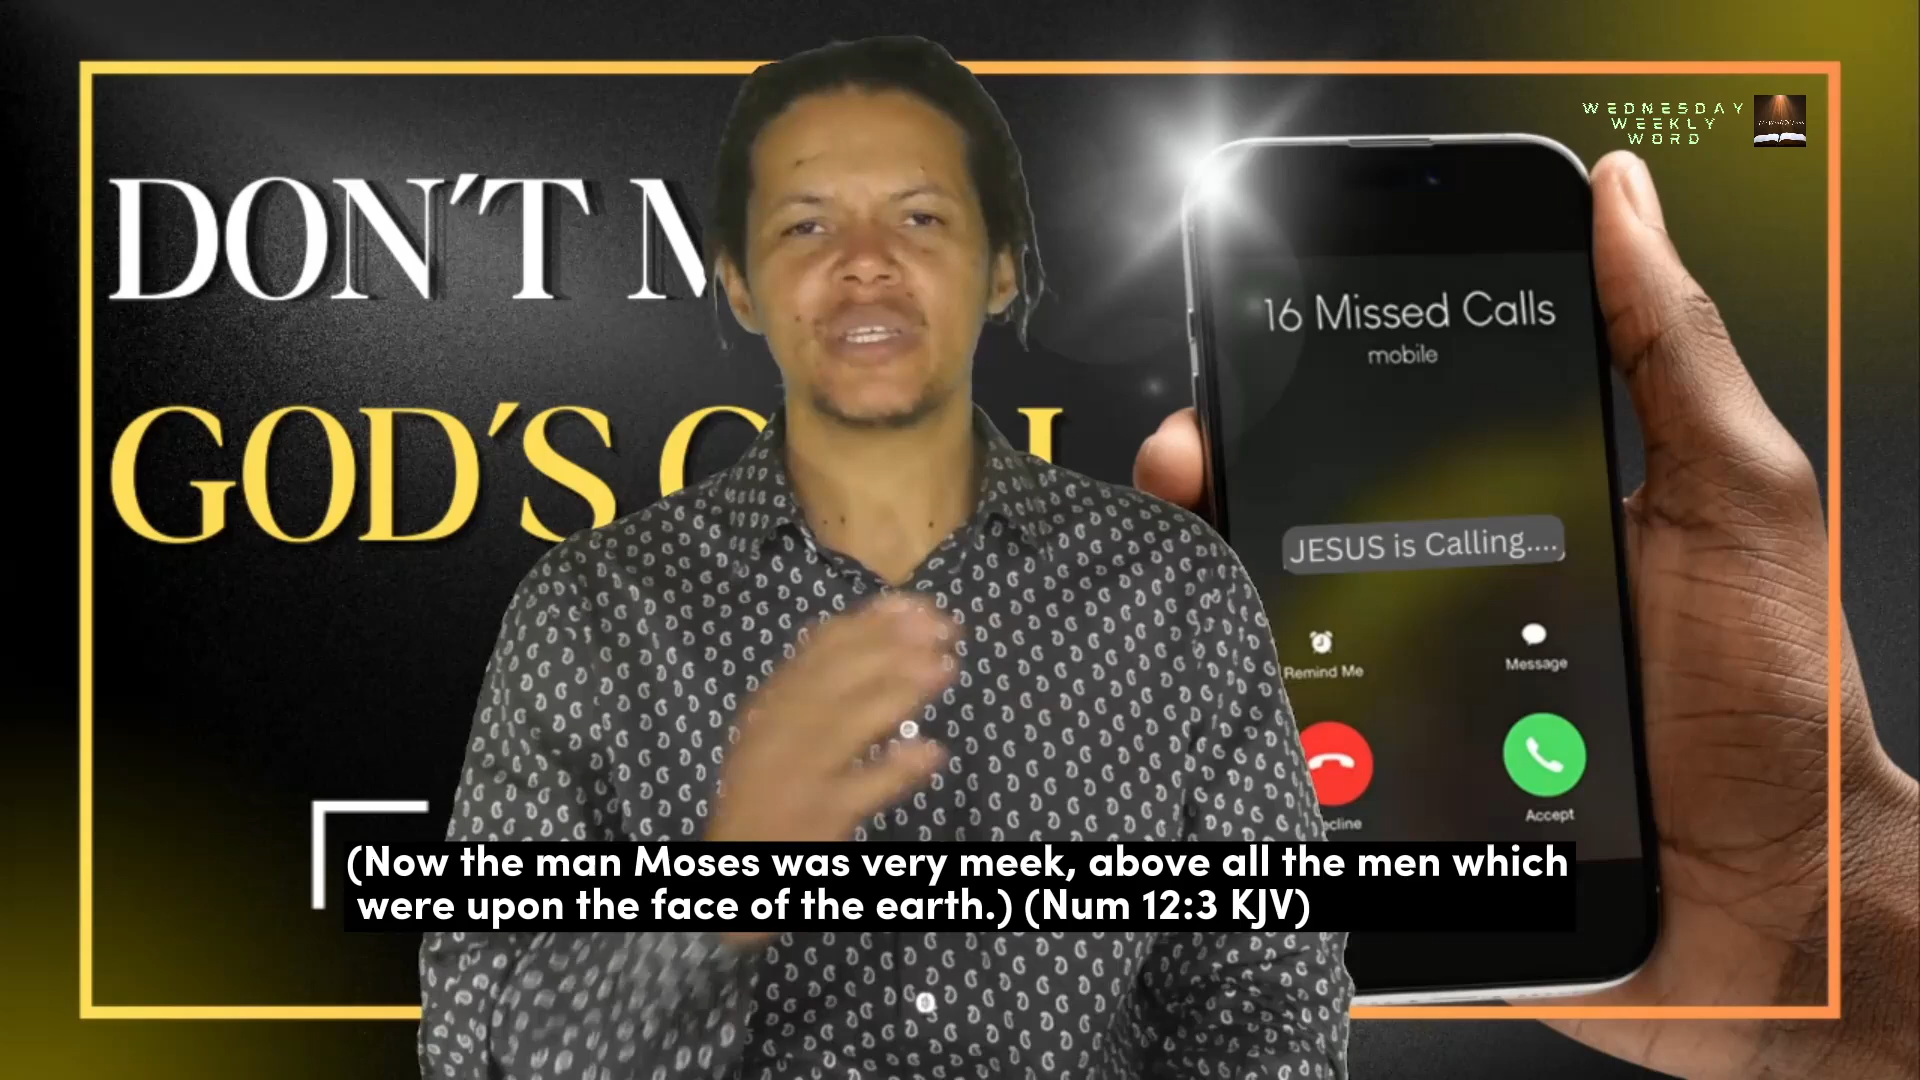 WEDNESDAY
WEEKLY
WORD
DON'T M
GOD'S
16 Missed Calls
mobile
JESUS is Calling....
Remind Me
Message
Accept
(Now the man Moses was very meek, above all the men which
were upon the face of the earth.) (Num 12:3 KJV)